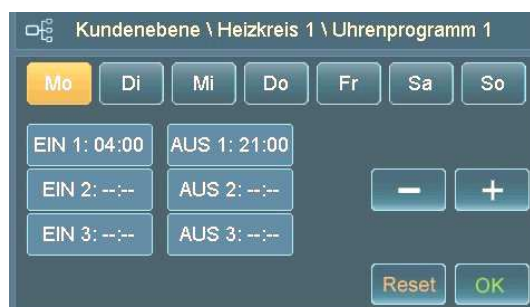 Kundenebene \ Heizkreis 1 \ Uhrenprogramm 1
Mo Di Mi Do Fr Sa So
EIN 1: 04:00 AUS 1: 21:00
EIN 2: --:-- AUS 2: --:--
− +
EIN 3: --:-- AUS 3: --:--
Reset OK